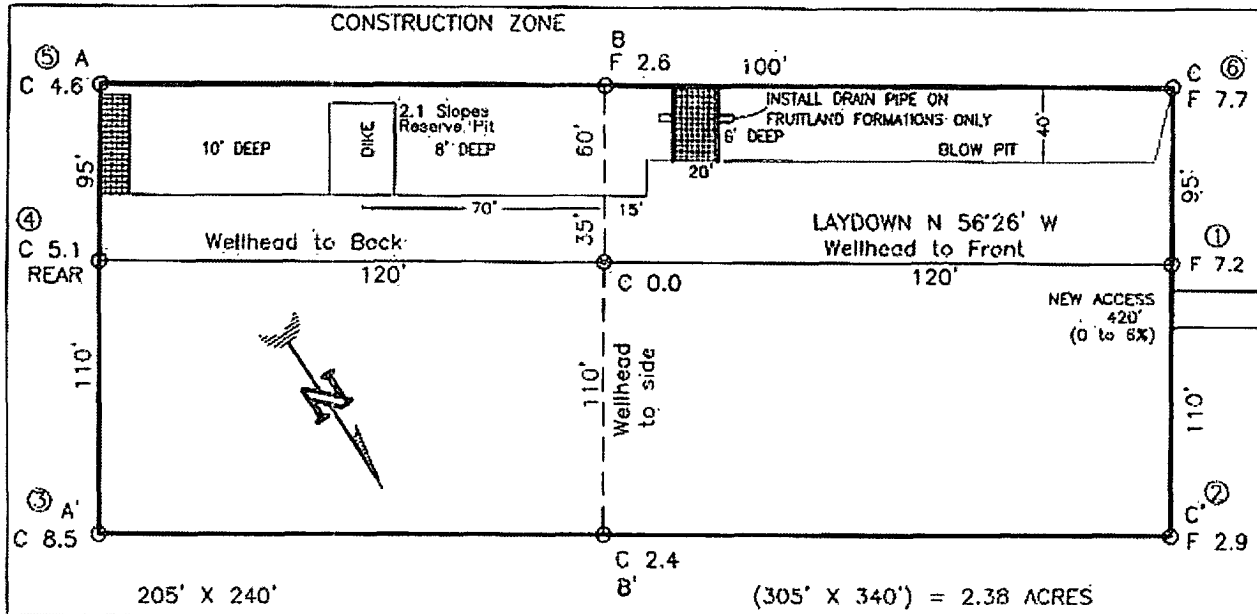 CONSTRUCTION ZONE
⑤ A
C 4.6
B
F 2.6
100'
C ⑥
F 7.7
2.1 Slopes
Reserve Pit
8' DEEP
10' DEEP
DIKE
60'
INSTALL DRAIN PIPE ON
FRUITLAND FORMATIONS ONLY
6' DEEP
BLOW PIT
40'
20'
95'
95'
70'
15'
35'
④
C 5.1
REAR
Wellhead to Back
120'
LAYDOWN N 56°26' W
Wellhead to Front
120'
①
F 7.2
C 0.0
NEW ACCESS
420'
(0 to 6%)
110'
N
110'
Wellhead
to side
110'
③ A'
C 8.5
C 2.4
B'
C' ②
F 2.9
205' X 240'
(305' X 340') = 2.38 ACRES